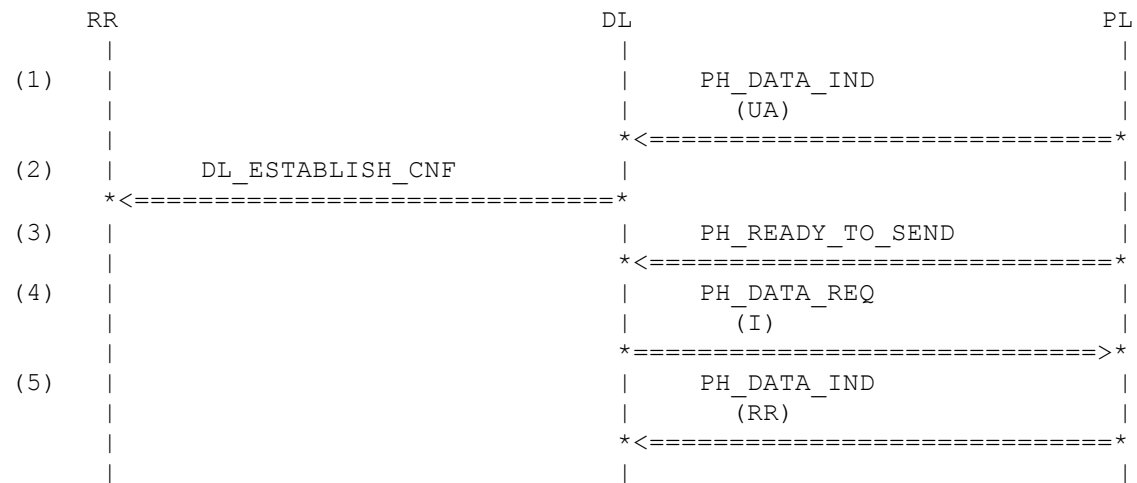 RR DL PL
(1) PH_DATA_IND
(UA)
(2) DL_ESTABLISH_CNF
(3) PH_READY_TO_SEND
(4) PH_DATA_REQ
(I)
(5) PH_DATA_IND
(RR)